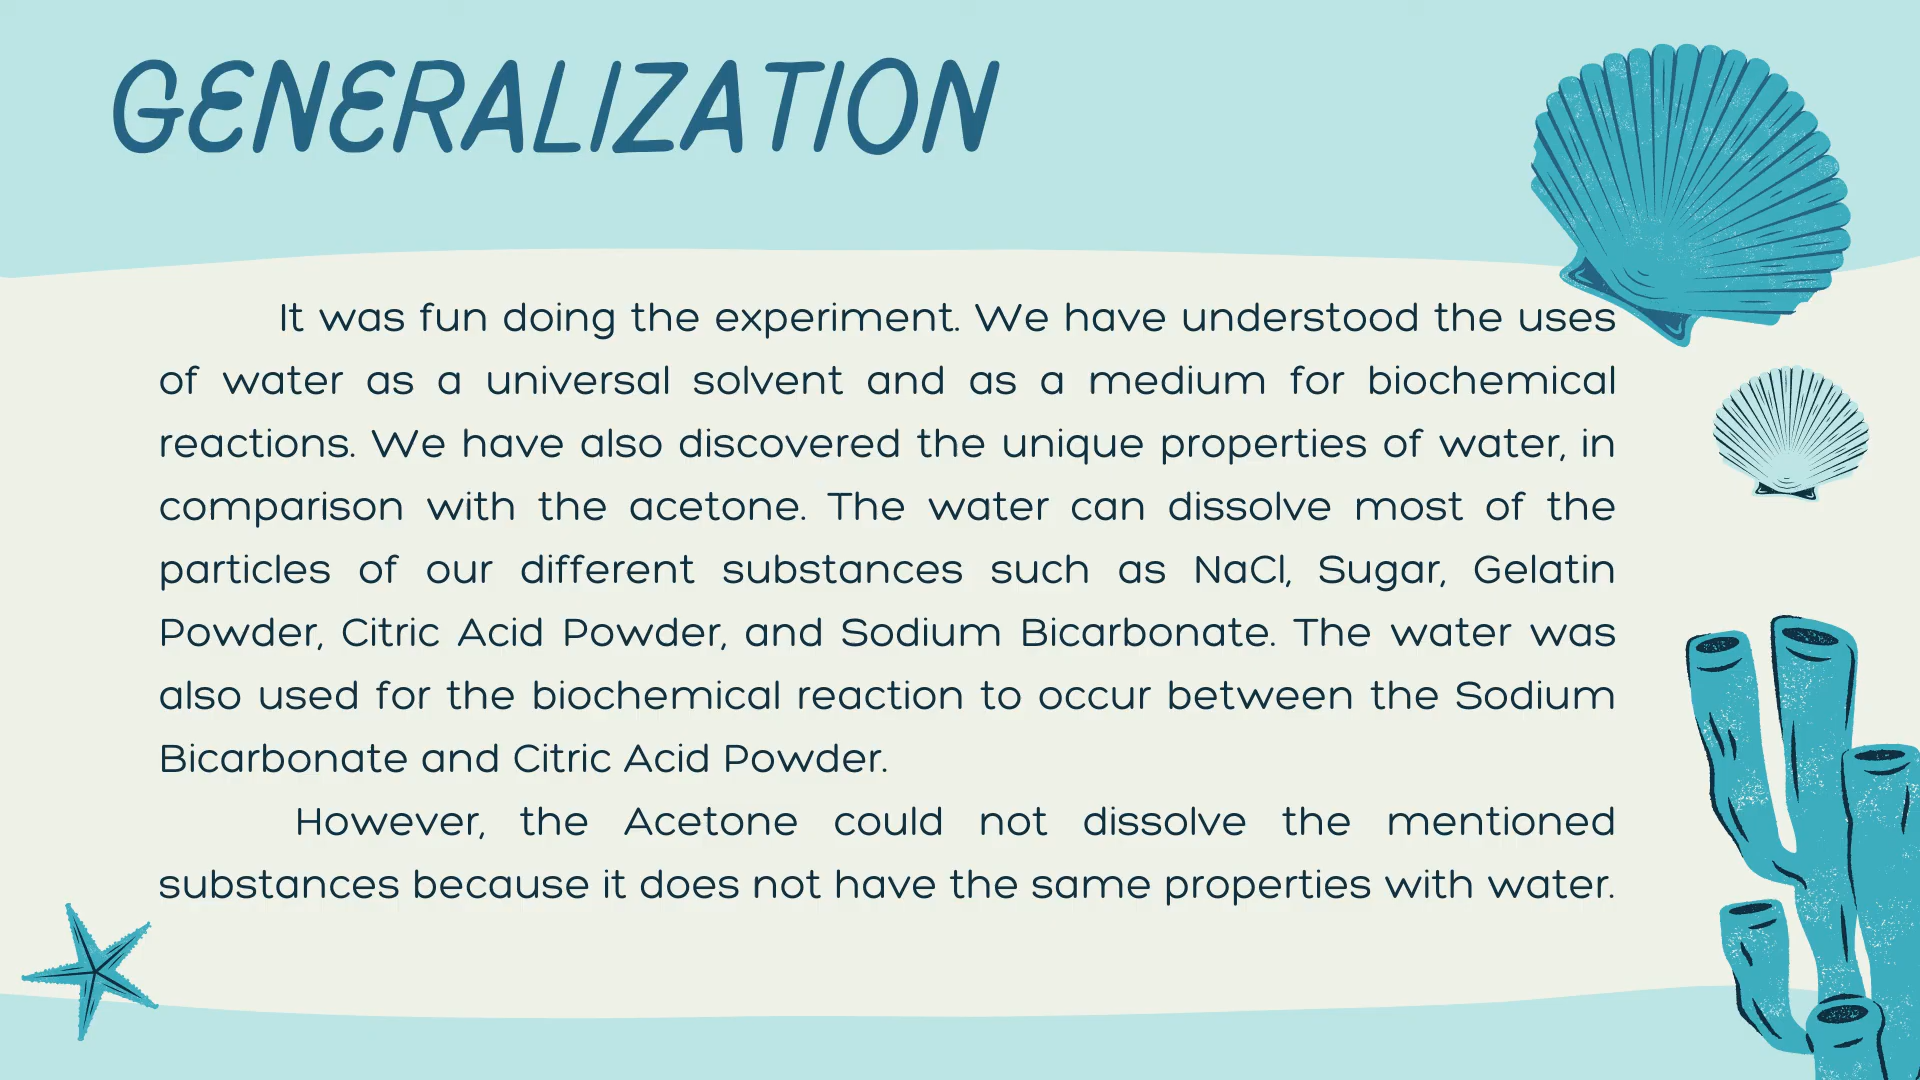 GENERALIZATION
It was fun doing the experiment. We have understood the uses
of water as a universal solvent and as a medium for biochemical
reactions. We have also discovered the unique properties of water, in
comparison with the acetone. The water can dissolve most of the
particles of our different substances such as NaCl, Sugar, Gelatin
Powder, Citric Acid Powder, and Sodium Bicarbonate. The water was
also used for the biochemical reaction to occur between the Sodium
Bicarbonate and Citric Acid Powder.
However, the Acetone could not dissolve the mentioned
substances because it does not have the same properties with water.